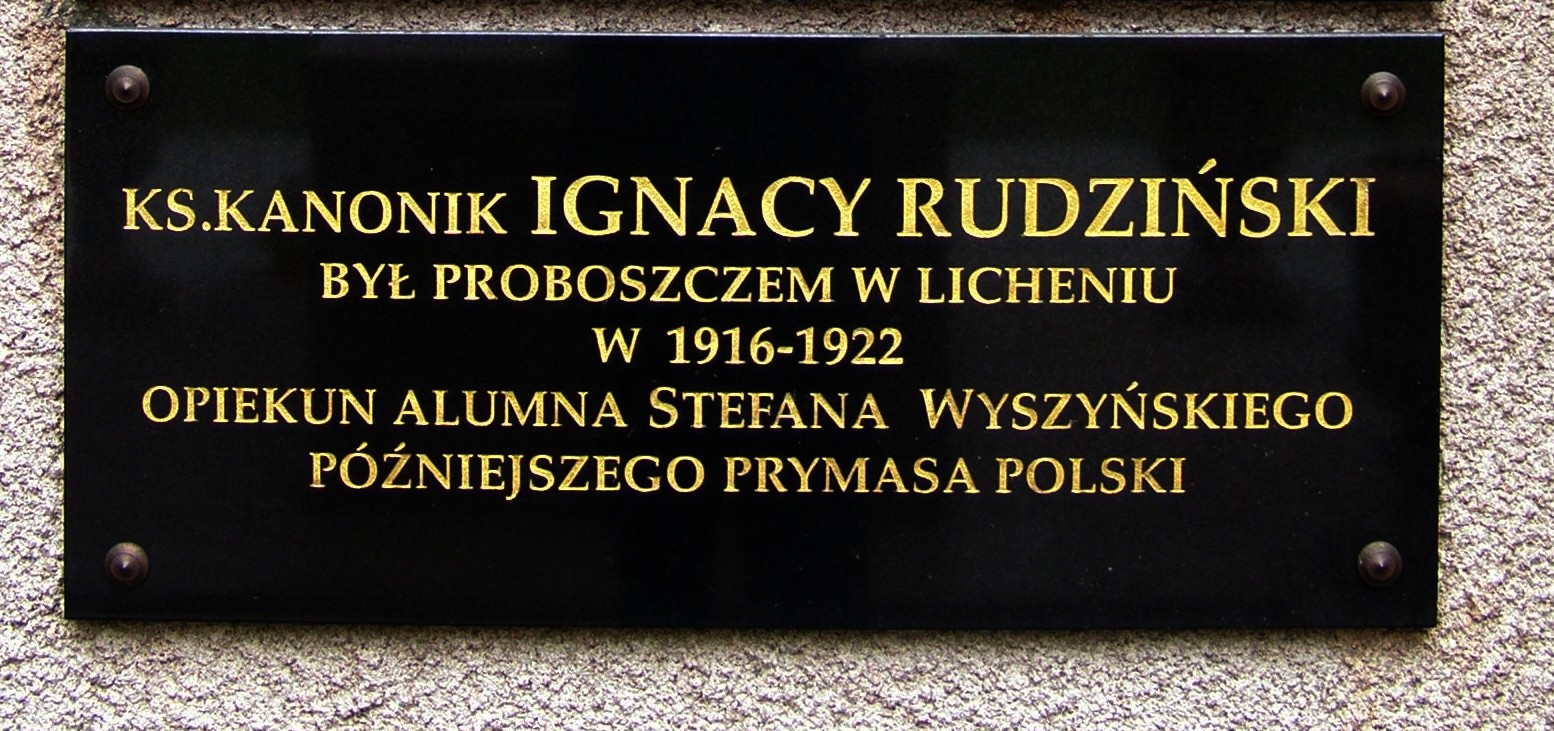 KS.KANONIK IGNACY RUDZIŃSKI
BYŁ PROBOSZCZEM W LICHENIU
W 1916-1922
OPIEKUN ALUMNA STEFANA WYSZYŃSKIEGO
PÓŹNIEJSZEGO PRYMASA POLSKI